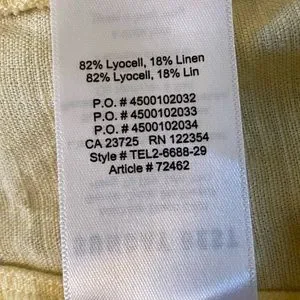 82% Lyocell, 18% Linen
82% Lyocell, 18% Lin
P.O. # 4500102032
P.O. # 4500102033
P.O. # 4500102034
CA 23725 RN 122354
Style # TEL2-6688-29
Article # 72462